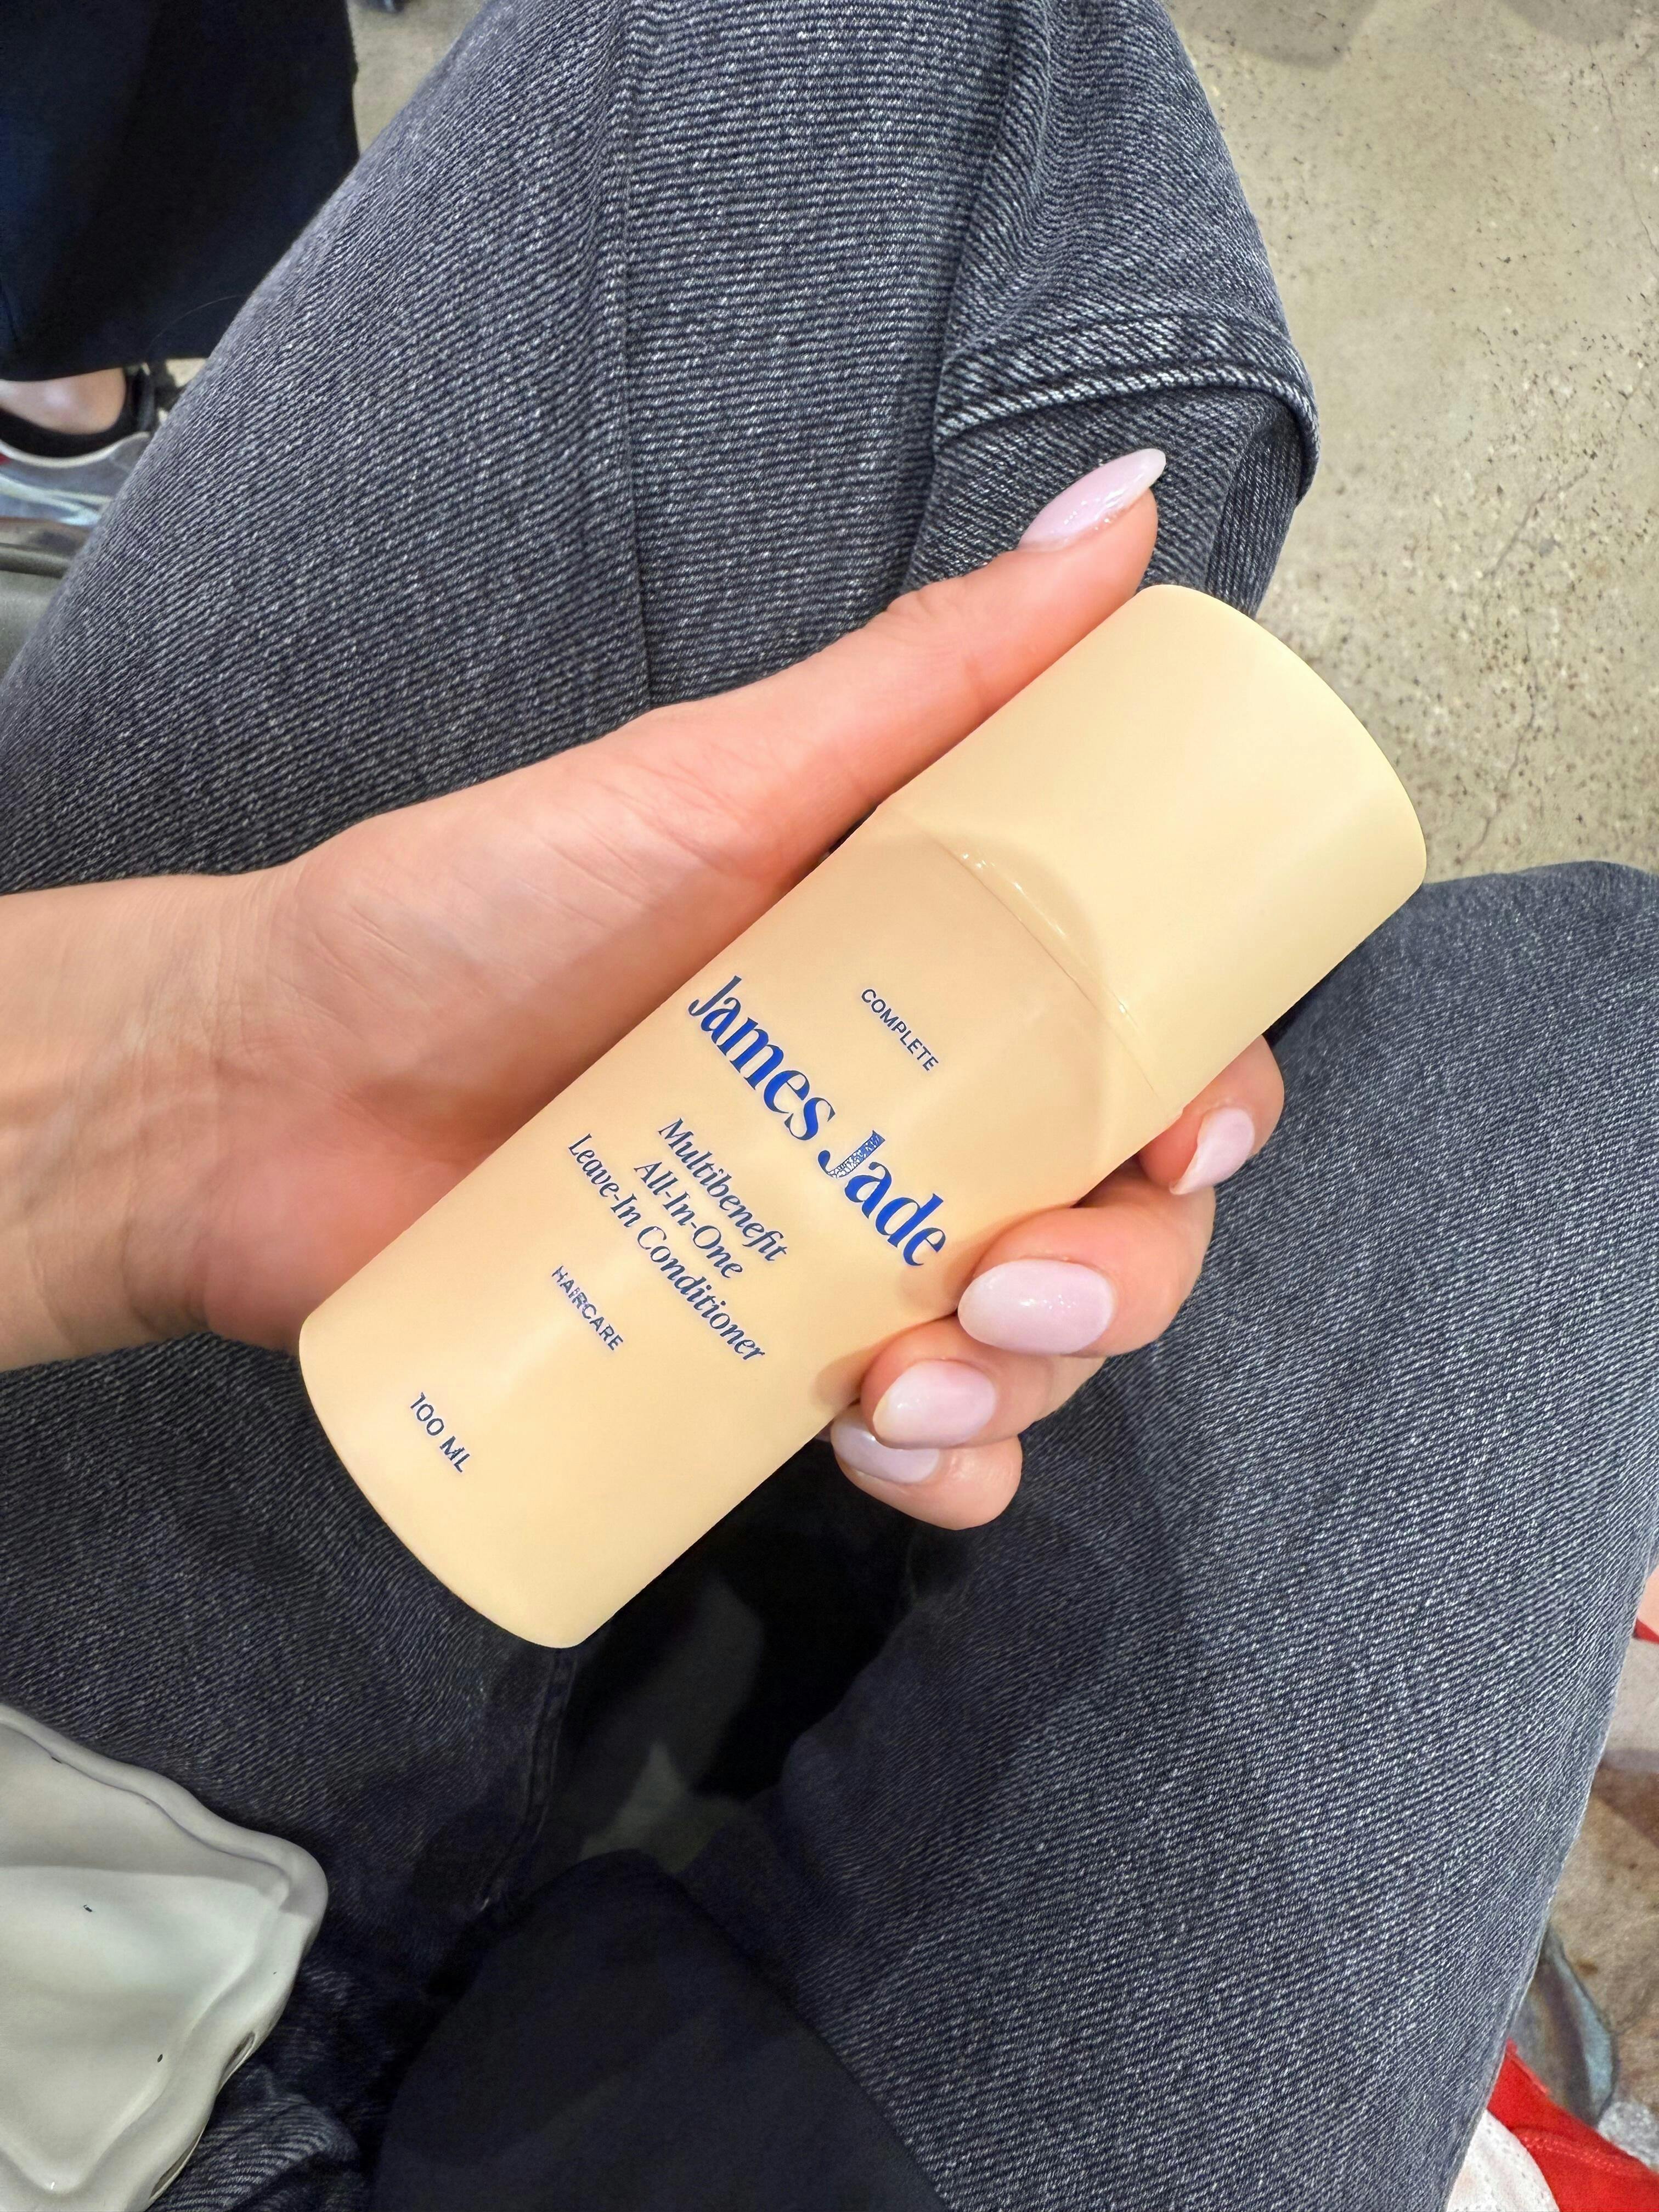 COMPLETE
James Jade
Multibenefit
All-In-One
Leave-In Conditioner
HAIRCARE
100 ML